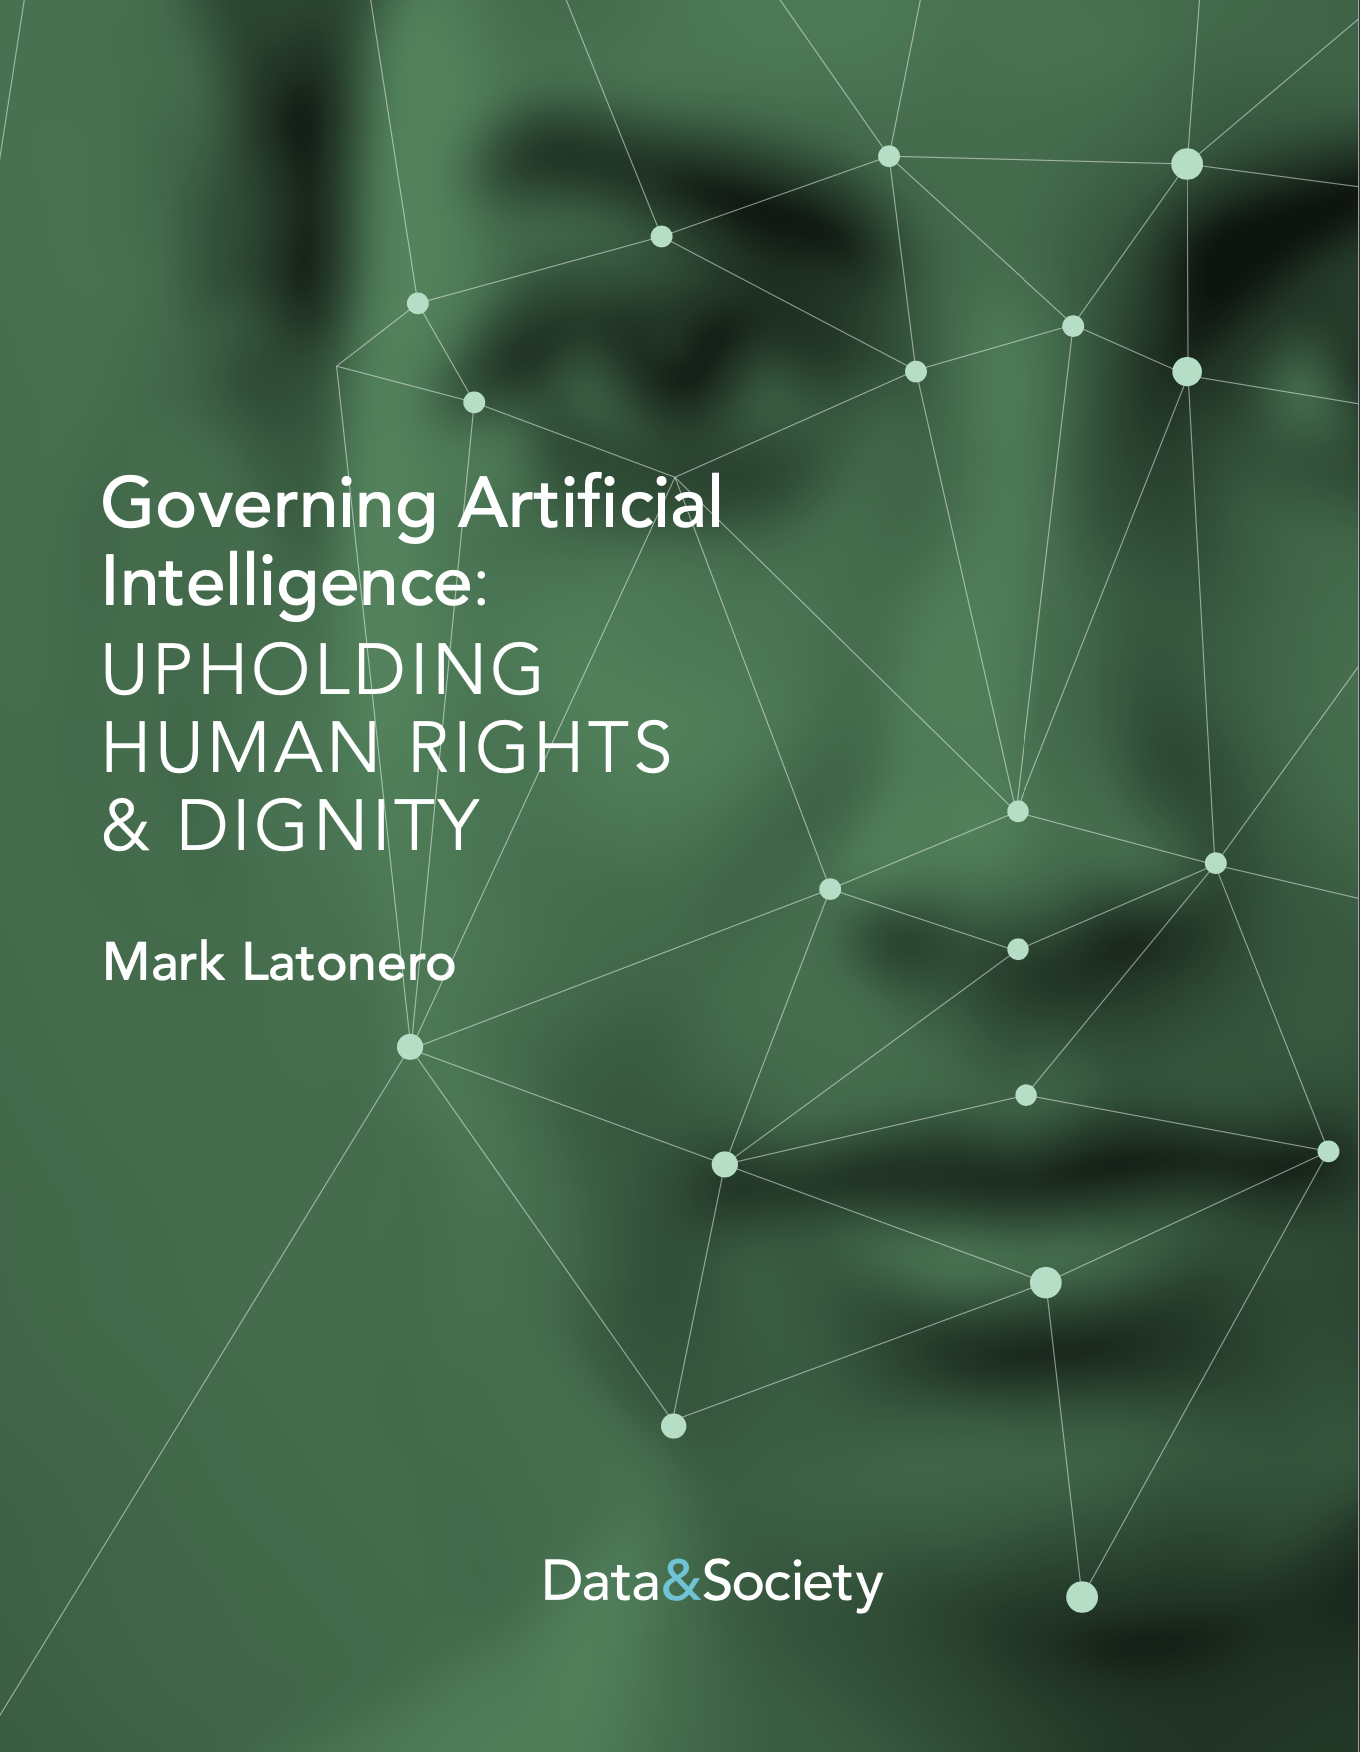 Governing Artificial
Intelligence:
UPHOLDING
HUMAN RIGHTS
& DIGNITY
Mark Latonero
Data&Society